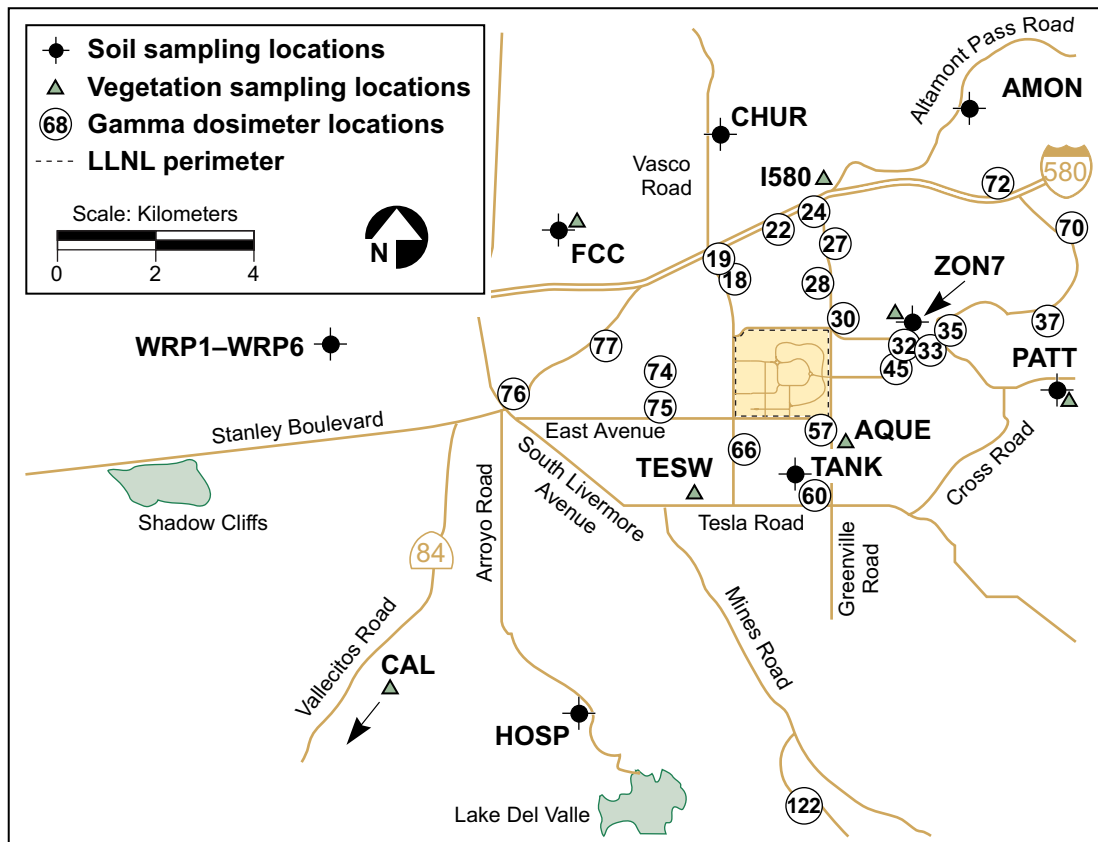 Soil sampling locations
Vegetation sampling locations
68 Gamma dosimeter locations
LLNL perimeter
Scale: Kilometers
0 2 4
N
Altamont Pass Road
AMON
CHUR
Vasco
Road
I580
580
72
24
22
70
27
FCC
19
18
28
ZON7
30
35
37
32
33
45
PATT
WRP1–WRP6
77
74
76
75
Stanley Boulevard
East Avenue
57
AQUE
66
TESW
TANK
60
Cross Road
South Livermore
Avenue
Tesla Road
Shadow Cliffs
84
Arroyo Road
Greenville
Road
Mines Road
Vallecitos Road
CAL
HOSP
Lake Del Valle
122